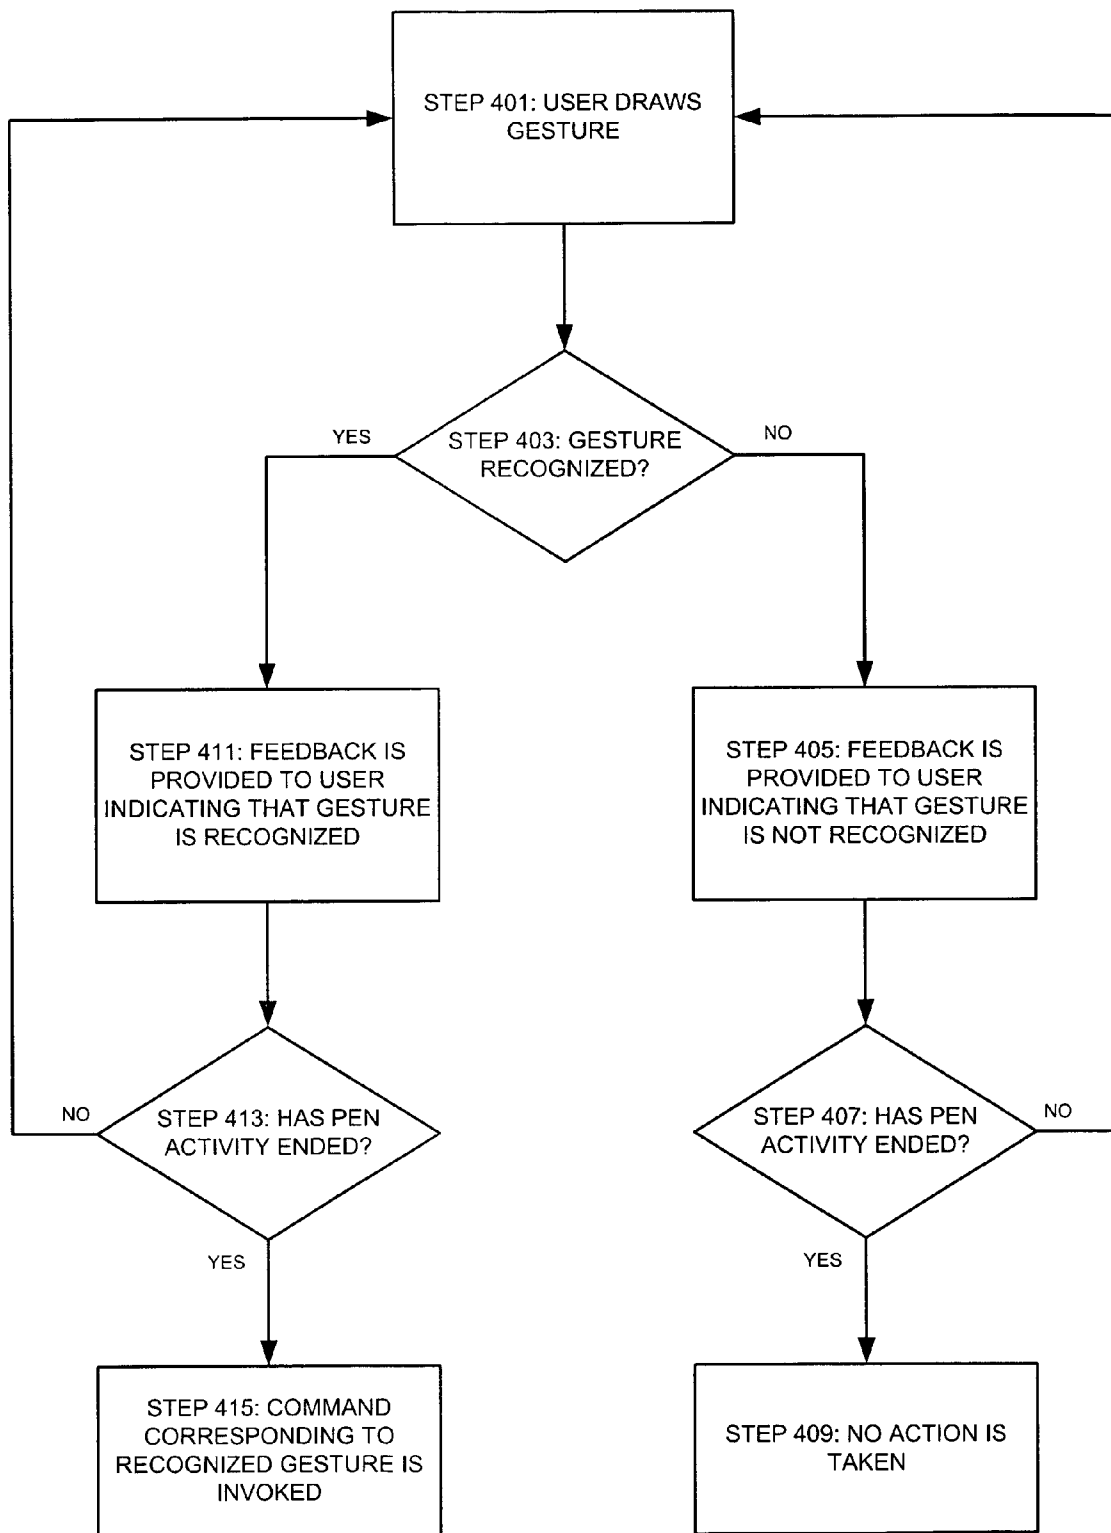 STEP 401: USER DRAWS
GESTURE
YES
STEP 403: GESTURE
RECOGNIZED?
NO
STEP 411: FEEDBACK IS
PROVIDED TO USER
INDICATING THAT GESTURE
IS RECOGNIZED
STEP 405: FEEDBACK IS
PROVIDED TO USER
INDICATING THAT GESTURE
IS NOT RECOGNIZED
NO
STEP 413: HAS PEN
ACTIVITY ENDED?
STEP 407: HAS PEN
ACTIVITY ENDED?
NO
YES
YES
STEP 415: COMMAND
CORRESPONDING TO
RECOGNIZED GESTURE IS
INVOKED
STEP 409: NO ACTION IS
TAKEN